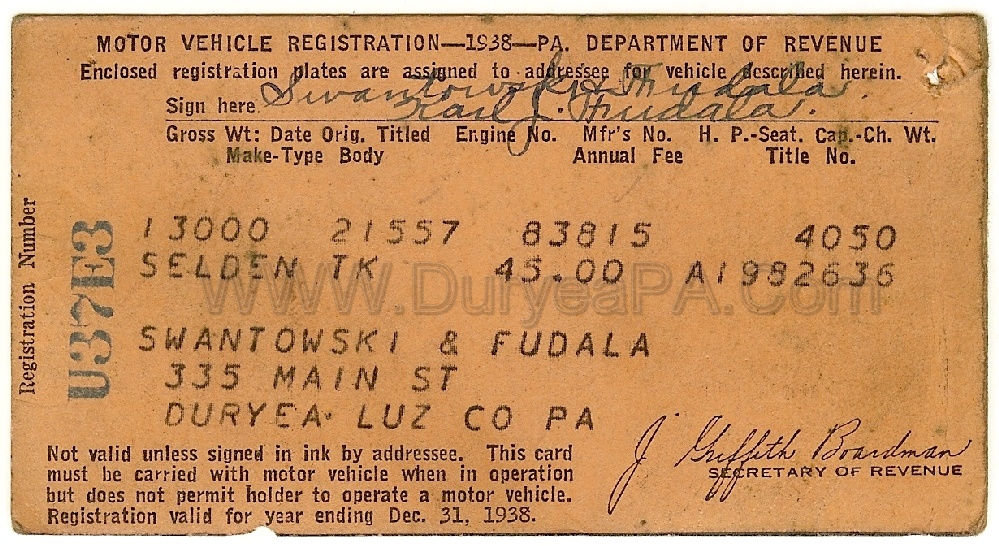 MOTOR VEHICLE REGISTRATION—1938—PA. DEPARTMENT OF REVENUE
Enclosed registration plates are assigned to addressee for vehicle described herein.
Swantowski & Fudala.
Sign here Karl J. Fudala.
Gross Wt: Date Orig. Titled Engine No. Mfr's No. H. P.-Seat. Cap.-Ch. Wt.
Make-Type Body Annual Fee Title No.
Registration Number
U37E3
13000 21557 83815 4050
SELDEN TK 45.00 A1982636
WWW.DuryeaPA.Com
SWANTOWSKI & FUDALA
335 MAIN ST
DURYEA LUZ CO PA
Not valid unless signed in ink by addressee. This card
must be carried with motor vehicle when in operation
but does not permit holder to operate a motor vehicle.
Registration valid for year ending Dec. 31, 1938.
J Griffith Boardman
SECRETARY OF REVENUE